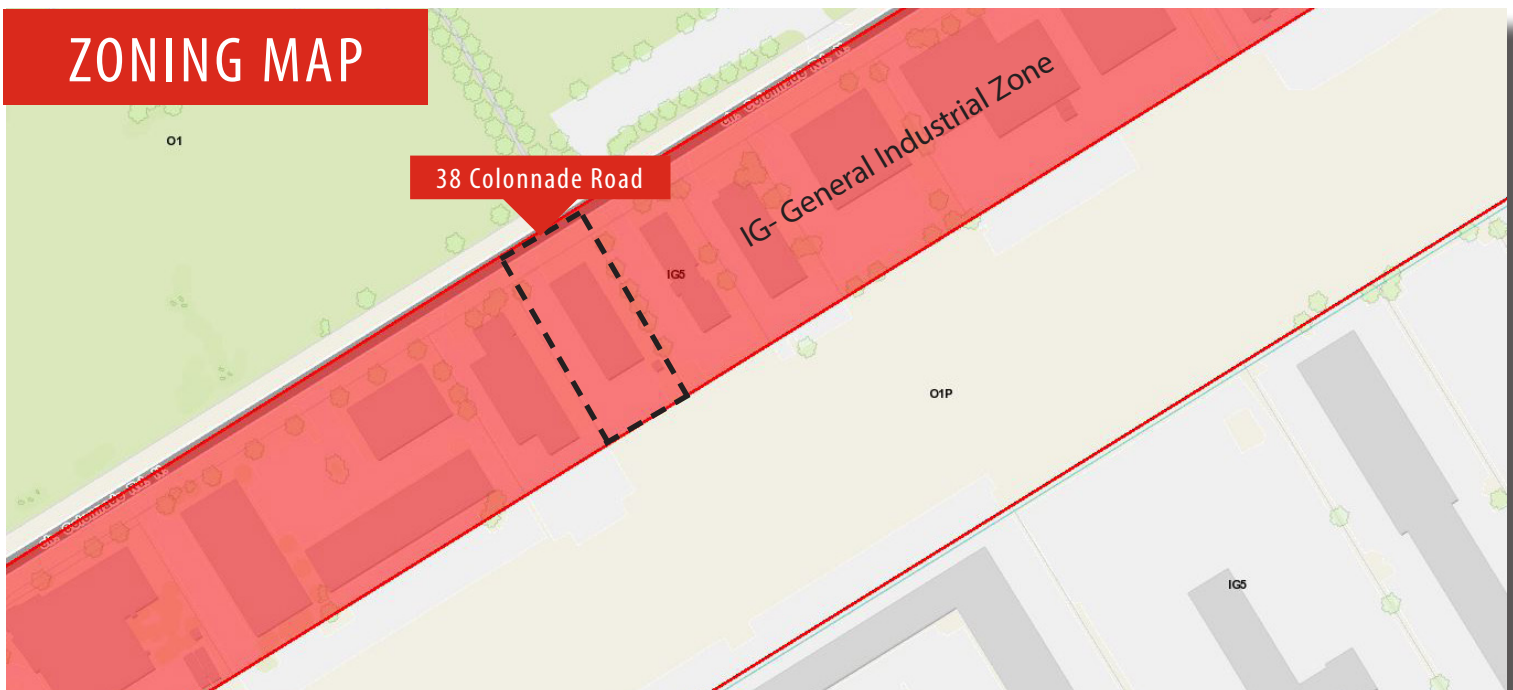 ZONING MAP
O1
38 Colonnade Road
IG- General Industrial Zone
IG5
O1P
IG5